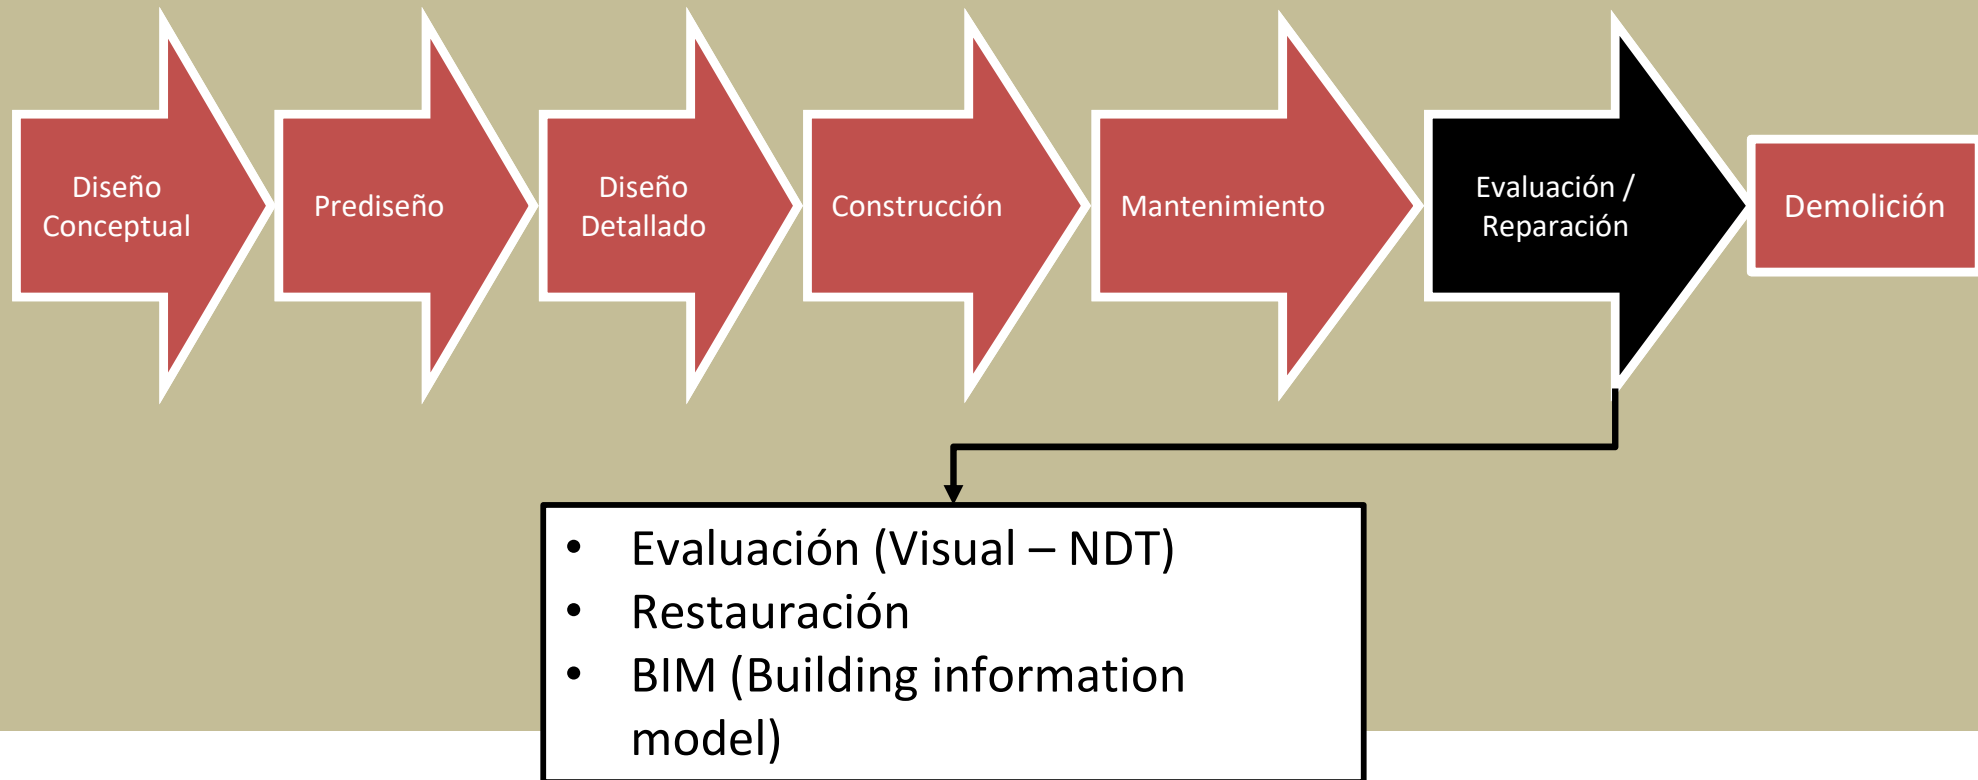 Diseño
Conceptual
Prediseño
Diseño
Detallado
Construcción
Mantenimiento
Evaluación /
Reparación
Demolición
• Evaluación (Visual – NDT)
• Restauración
• BIM (Building information
model)